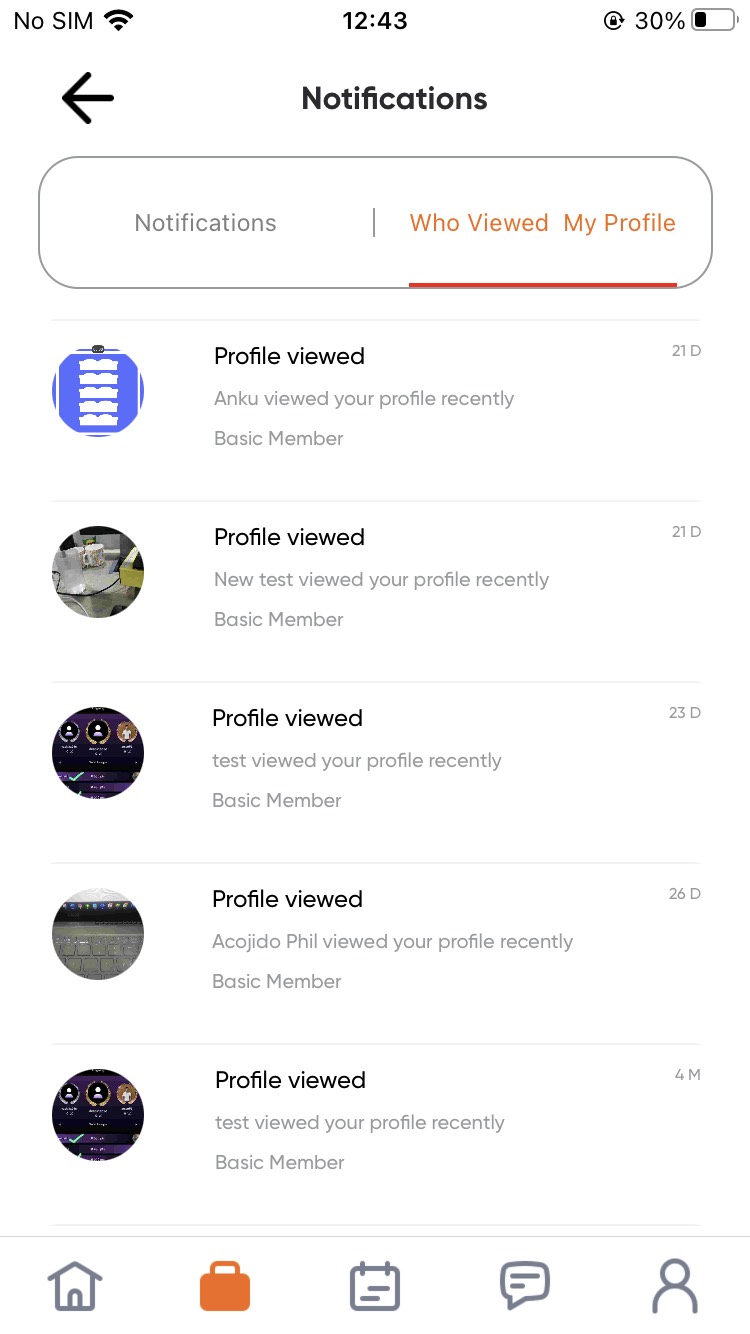 No SIM 12:43 30%
Notifications
Notifications | Who Viewed My Profile
Profile viewed 21 D
Anku viewed your profile recently
Basic Member
Profile viewed 21 D
New test viewed your profile recently
Basic Member
Profile viewed 23 D
test viewed your profile recently
Basic Member
Profile viewed 26 D
Acojido Phil viewed your profile recently
Basic Member
Profile viewed 4 M
test viewed your profile recently
Basic Member